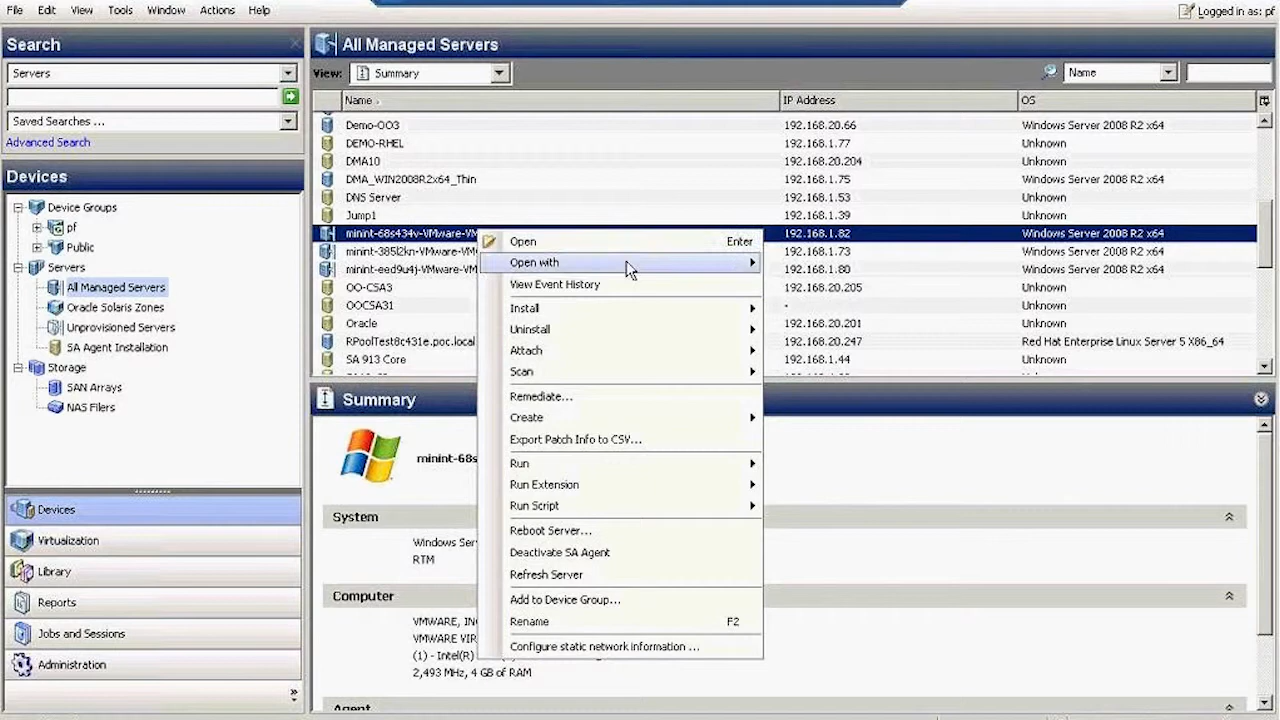 File Edit View Tools Window Actions Help
Logged in as: pf
Search
Servers
Saved Searches ...
Advanced Search
Devices
Device Groups
pf
Public
Servers
All Managed Servers
Oracle Solaris Zones
Unprovisioned Servers
SA Agent Installation
Storage
SAN Arrays
NAS Filers
Devices
Virtualization
Library
Reports
Jobs and Sessions
Administration
All Managed Servers
View: Summary Name
Name IP Address OS
Demo-OO3 192.168.20.66 Windows Server 2008 R2 x64
DEMO-RHEL 192.168.1.77 Unknown
DMA10 192.168.20.204 Unknown
DMA_WIN2008R2x64_Thin 192.168.1.75 Windows Server 2008 R2 x64
DNS Server 192.168.1.53 Unknown
Jump1 192.168.1.39 Unknown
minint-68s434v-VMware-VM 192.168.1.82 Windows Server 2008 R2 x64
minint-385l2kn-VMware-VM 192.168.1.73 Windows Server 2008 R2 x64
minint-eed9u4j-VMware-VM 192.168.1.80 Windows Server 2008 R2 x64
OO-CSA3 192.168.20.205 Unknown
OOCSA31 - Unknown
Oracle 192.168.20.201 Unknown
RPoolTest8c431e.poc.local 192.168.20.247 Red Hat Enterprise Linux Server 5 X86_64
SA 913 Core 192.168.1.44 Unknown
Open Enter
Open with
View Event History
Install
Uninstall
Attach
Scan
Remediate...
Create
Export Patch Info to CSV...
Run
Run Extension
Run Script
Reboot Server...
Deactivate SA Agent
Refresh Server
Add to Device Group...
Rename F2
Configure static network information ...
Summary
minint-68s
System
Windows Ser
RTM
Computer
VMWARE, IN
VMWARE VIR
(1) - Intel(R)
2,493 MHz, 4 GB of RAM
Agent